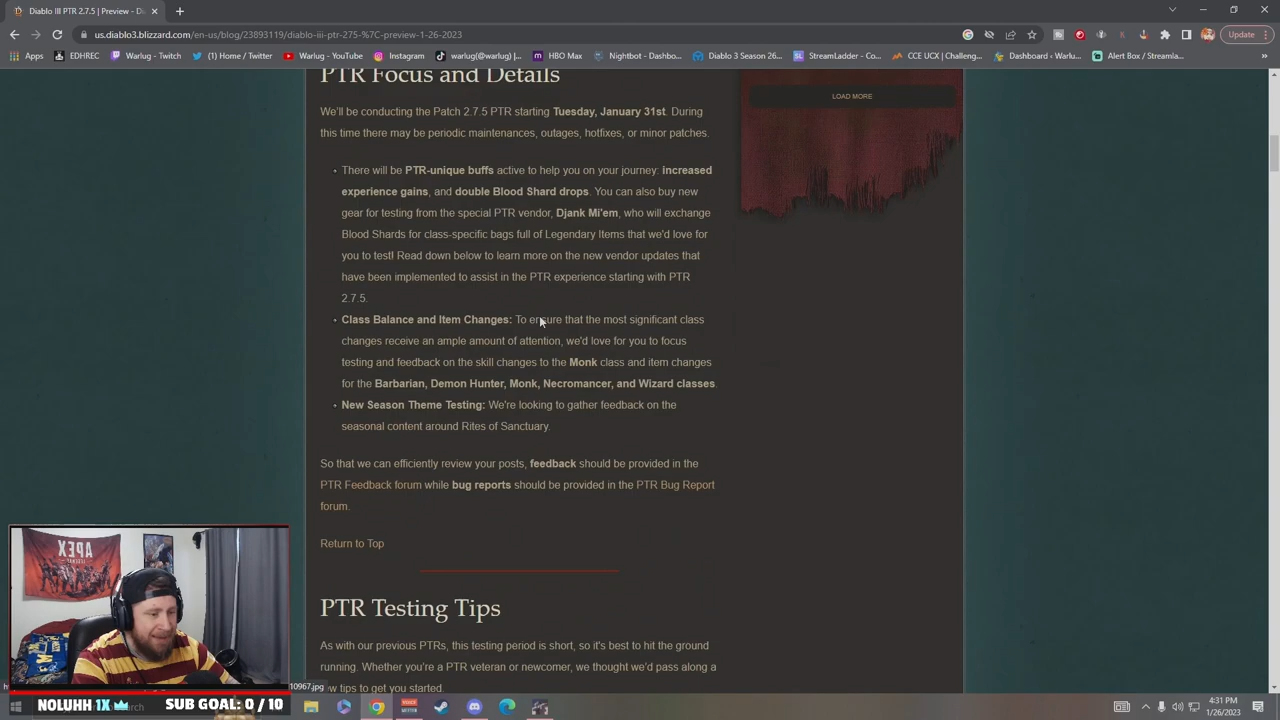 Diablo III PTR 2.7.5 | Preview -
Update
us.diablo3.blizzard.com/en-us/blog/23893119/diablo-iii-ptr-275-%7C-preview-1-26-2023
Apps
EDHREC
Warlug - Twitch
(1) Home / Twitter
Warlug - YouTube
Instagram
warlug(@warlug) |...
HBO Max
Nightbot - Dashbo...
Diablo 3 Season 26...
StreamLadder - Co...
CCE UCX | Challeng...
Dashboard ‹ Warlu...
Alert Box / Streamla...
PTR Focus and Details
LOAD MORE
We'll be conducting the Patch 2.7.5 PTR starting Tuesday, January 31st. During
this time there may be periodic maintenances, outages, hotfixes, or minor patches.
There will be PTR-unique buffs active to help you on your journey: increased
experience gains, and double Blood Shard drops. You can also buy new
gear for testing from the special PTR vendor, Djank Mi'em, who will exchange
Blood Shards for class-specific bags full of Legendary Items that we'd love for
you to test! Read down below to learn more on the new vendor updates that
have been implemented to assist in the PTR experience starting with PTR
2.7.5.
Class Balance and Item Changes: To ensure that the most significant class
changes receive an ample amount of attention, we'd love for you to focus
testing and feedback on the skill changes to the Monk class and item changes
for the Barbarian, Demon Hunter, Monk, Necromancer, and Wizard classes.
New Season Theme Testing: We're looking to gather feedback on the
seasonal content around Rites of Sanctuary.
So that we can efficiently review your posts, feedback should be provided in the
PTR Feedback forum while bug reports should be provided in the PTR Bug Report
forum.
Return to Top
PTR Testing Tips
As with our previous PTRs, this testing period is short, so it's best to hit the ground
running. Whether you're a PTR veteran or newcomer, we thought we'd pass along a
few tips to get you started.
10967.jpg
NOLUHH 1X
SUB GOAL: 0 / 10
4:31 PM
1/26/2023